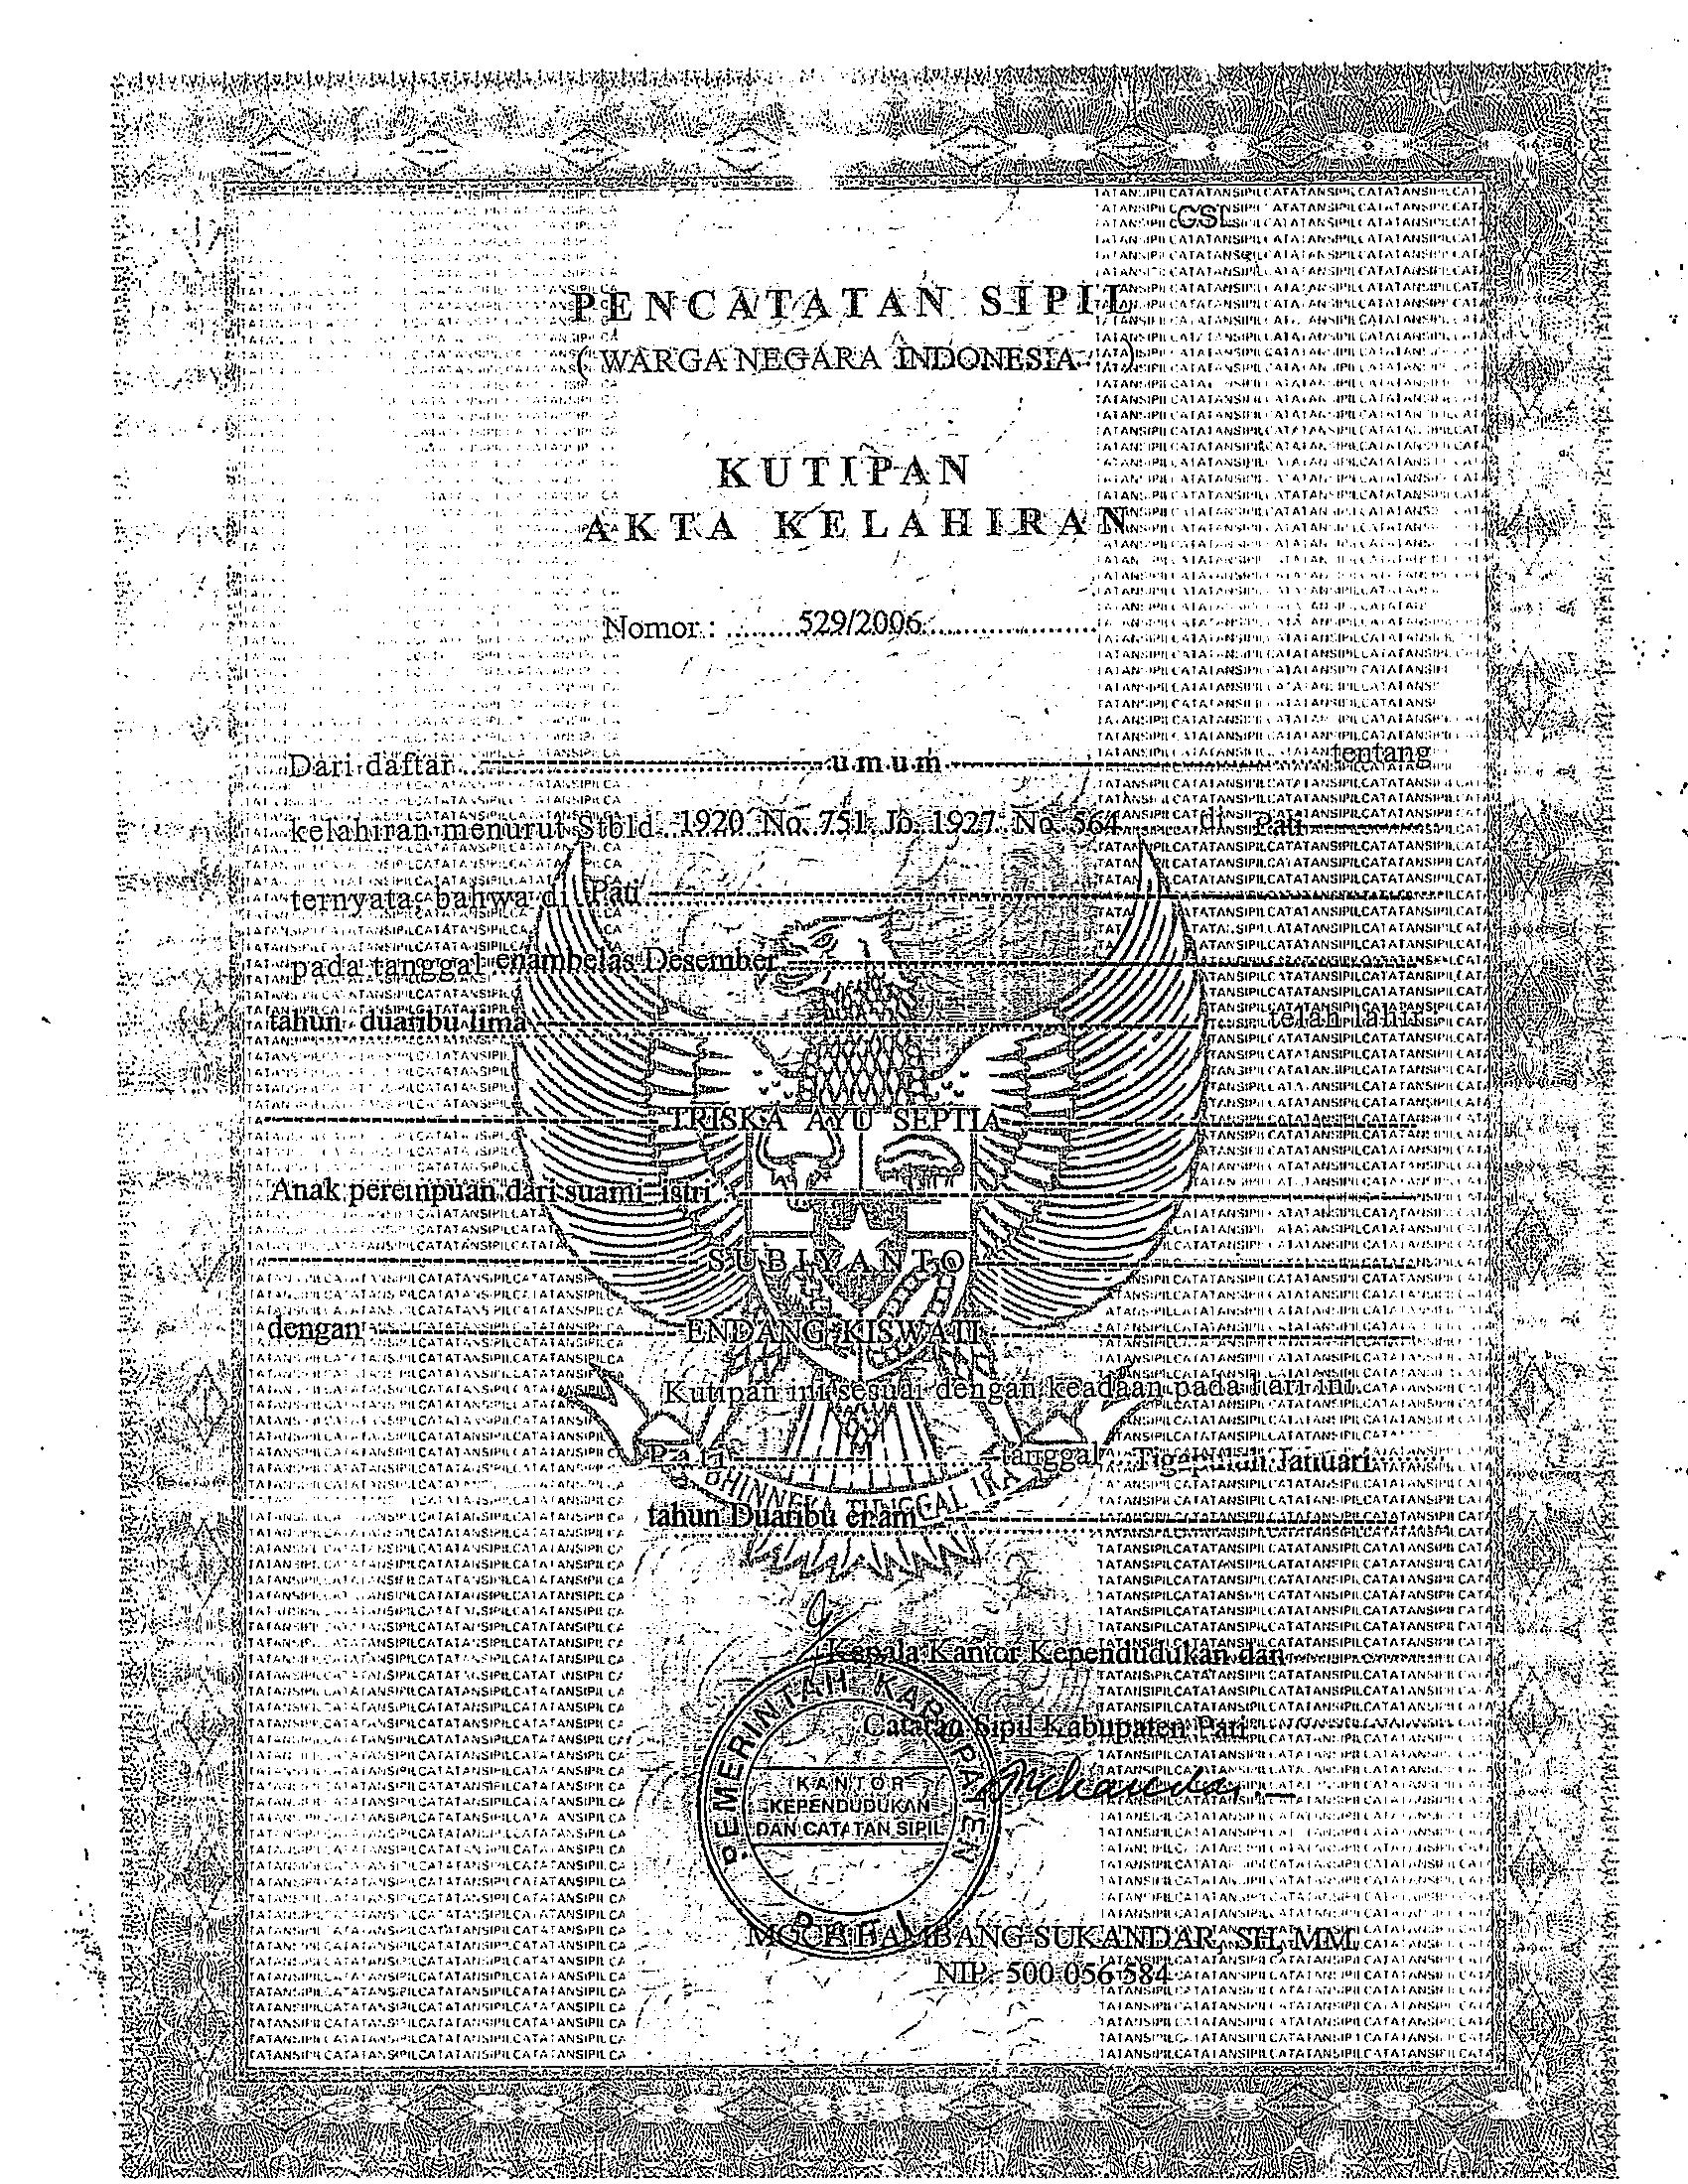 CSL
PENCATATAN SIPIL
( WARGA NEGARA INDONESIA )
KUTIPAN
AKTA KELAHIRAN
Nomor : ..........529/2006..........................
Dari daftar umum tentang
kelahiran menurut Stbld. 1920 No. 751 Jo. 1927 No. 564 di Pati
ternyata, bahwa di Pati
pada tanggal enambelas Desember
tahun duaribu lima telah lahir
TRISKA AYU SEPTIA
Anak perempuan dari suami-istri
SUBIYANTO
dengan ENDANG KISWATI
Kutipan ini sesuai dengan keadaan pada hari ini
Pati tanggal Tigapuluh Januari
BHINNEKA TUNGGAL IKA
tahun Duaribu enam
Kepala Kantor Kependudukan dan
Catatan Sipil Kabupaten Pati
PEMERINTAH KABUPATEN
KANTOR
KEPENDUDUKAN
DAN CATATAN SIPIL
PATI
MOCH BAMBANG SUKANDAR, SH, MM
NIP. 500 056 584